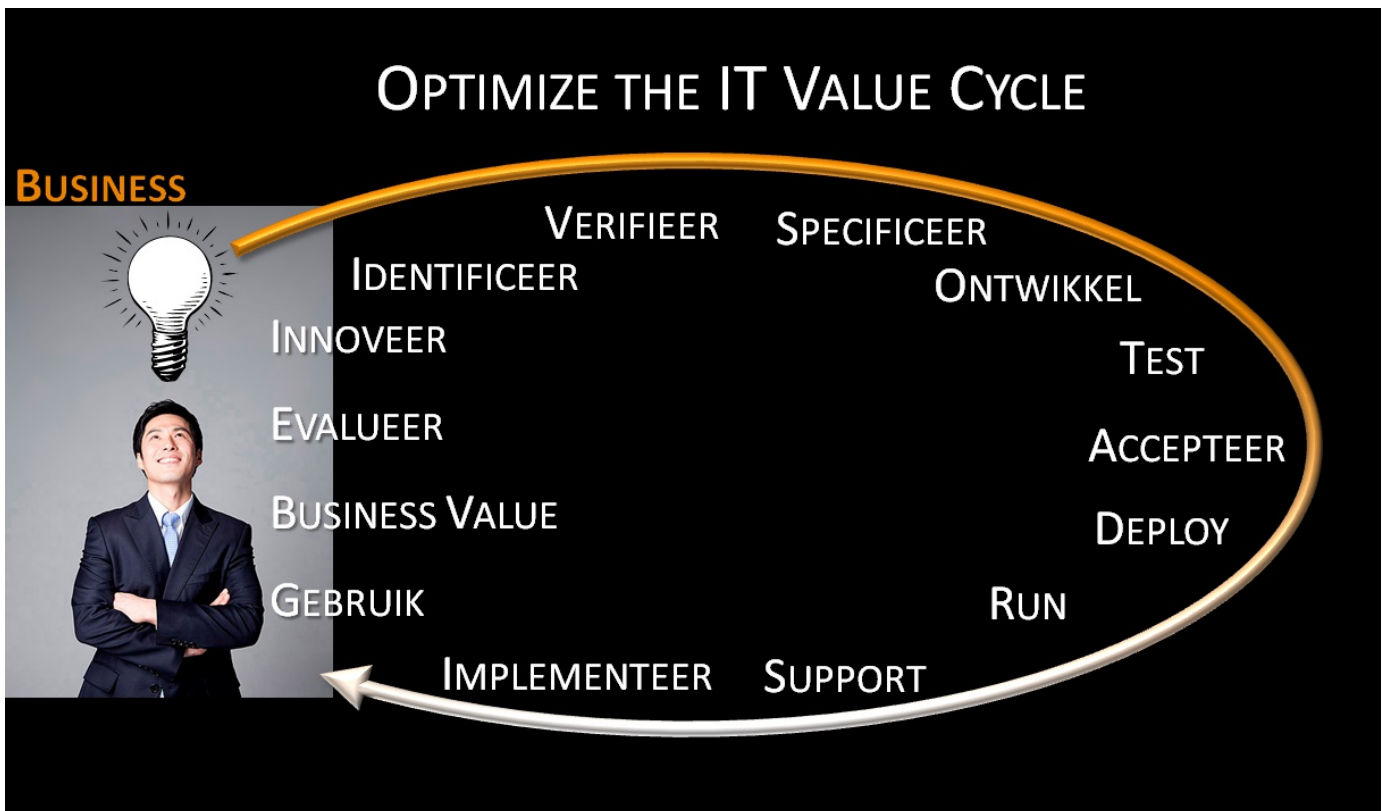 OPTIMIZE THE IT VALUE CYCLE
BUSINESS
VERIFIEER
SPECIFICEER
IDENTIFICEER
ONTWIKKEL
INNOVEER
TEST
EVALUEER
ACCEPTEER
BUSINESS VALUE
DEPLOY
GEBRUIK
RUN
IMPLEMENTEER
SUPPORT